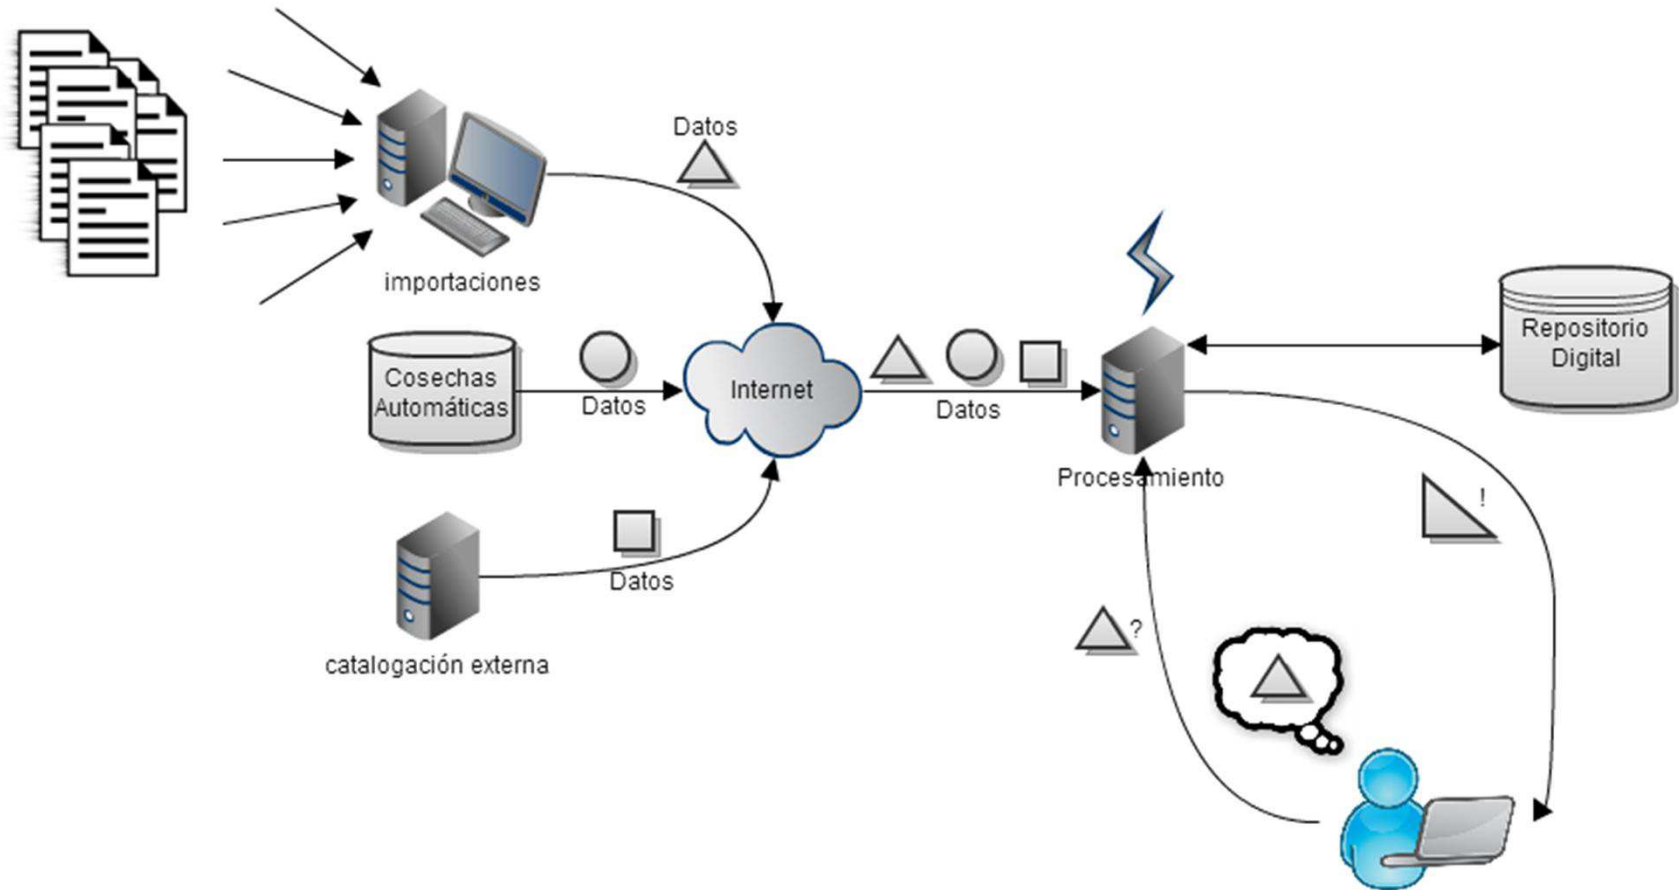 Datos
importaciones
Cosechas
Automáticas
Datos
Internet
Datos
Procesamiento
Repositorio
Digital
!
Datos
catalogación externa
?